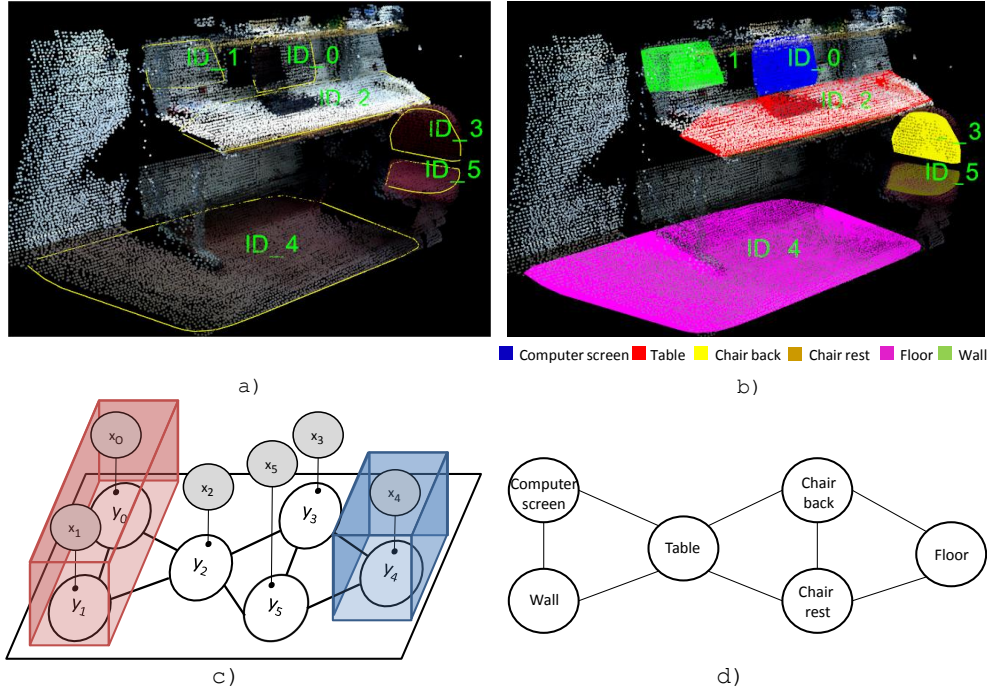 ID_1 ID_0
ID_2
ID_3
ID_5
ID_4
1 ID_0
ID_2
_3
ID_5
ID_4
Computer screen Table Chair back Chair rest Floor Wall
a)
b)
x0
x3
x5
x2
x4
x1
y0
y3
y2
y4
y1
y5
c)
Computer
screen
Chair
back
Table
Floor
Wall
Chair
rest
d)